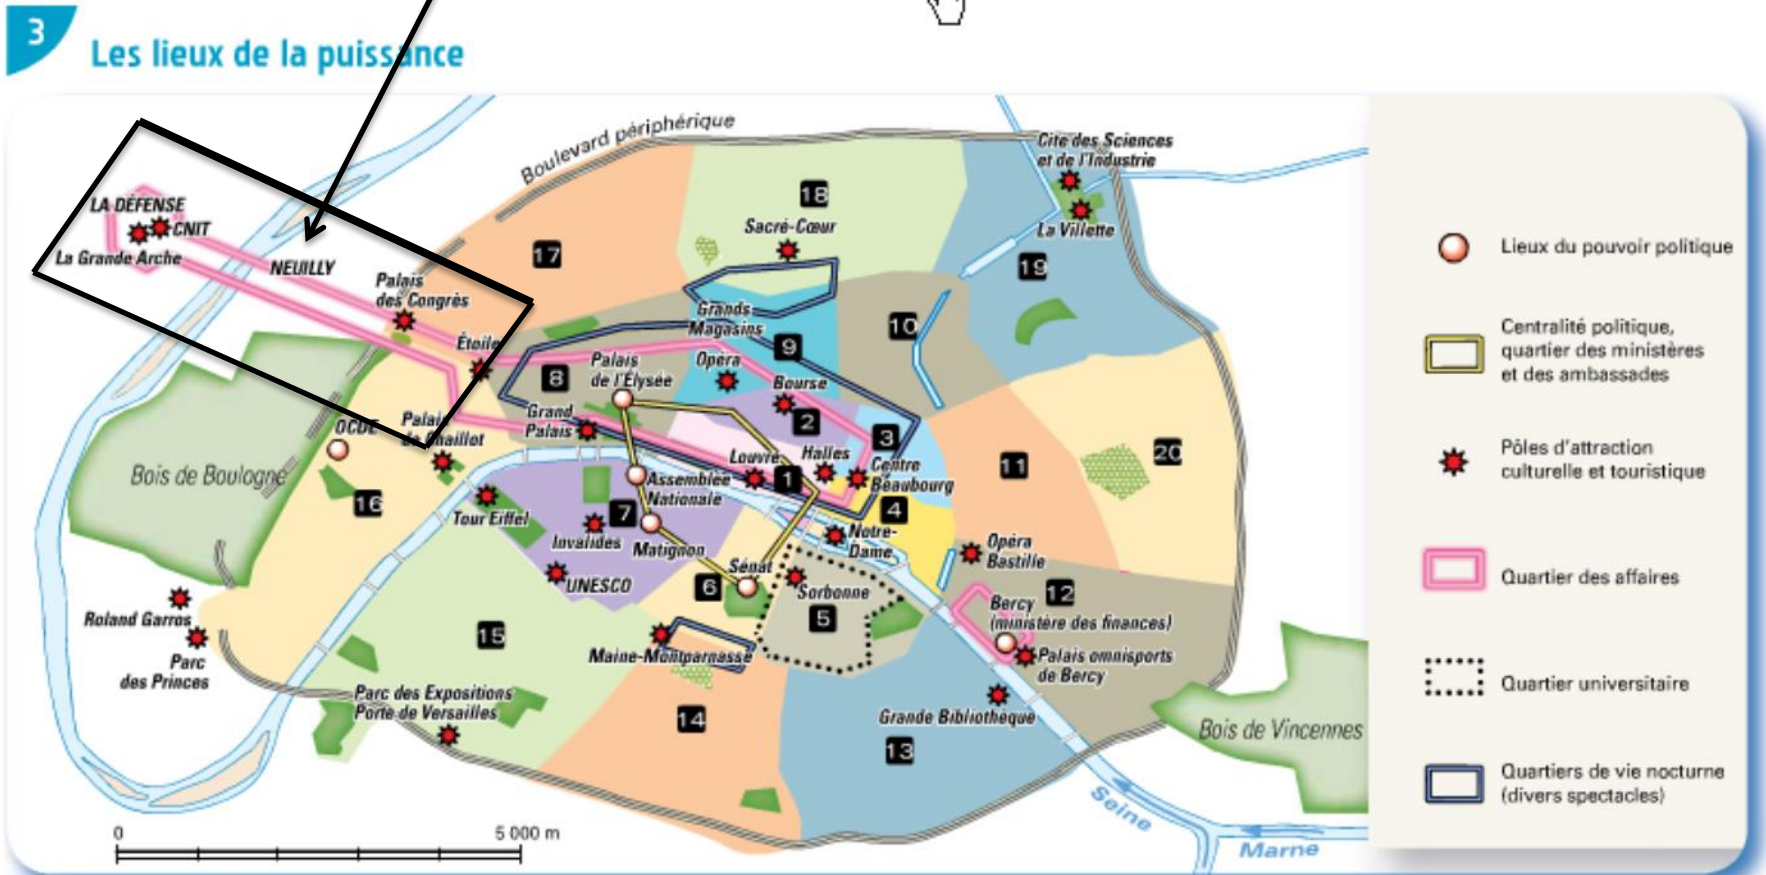 3
Les lieux de la puissance
Boulevard périphérique
Cité des Sciences
et de l'Industrie
La Villette
LA DÉFENSE
CNIT
La Grande Arche
NEUILLY
Palais
des Congrès
Étoile
17
18
Sacré-Cœur
19
Grands
Magasins
10
9
Opéra
8
Palais
de l'Élysée
Bourse
2
Grand
Palais
3
OCDE
Palais
de Chaillot
Louvre
Halles
1
Centre
Beaubourg
11
20
Bois de Boulogne
16
Tour Eiffel
Assemblée
Nationale
7
Invalides
Matignon
4
Notre-
Dame
Opéra
Bastille
UNESCO
Sénat
6
Sorbonne
5
12
Bercy
(ministère des finances)
Roland Garros
Parc
des Princes
15
Maine-Montparnasse
Palais omnisports
de Bercy
Parc des Expositions
Porte de Versailles
14
Grande Bibliothèque
13
Bois de Vincennes
Seine
Marne
0
5 000 m
Lieux du pouvoir politique
Centralité politique,
quartier des ministères
et des ambassades
Pôles d'attraction
culturelle et touristique
Quartier des affaires
Quartier universitaire
Quartiers de vie nocturne
(divers spectacles)